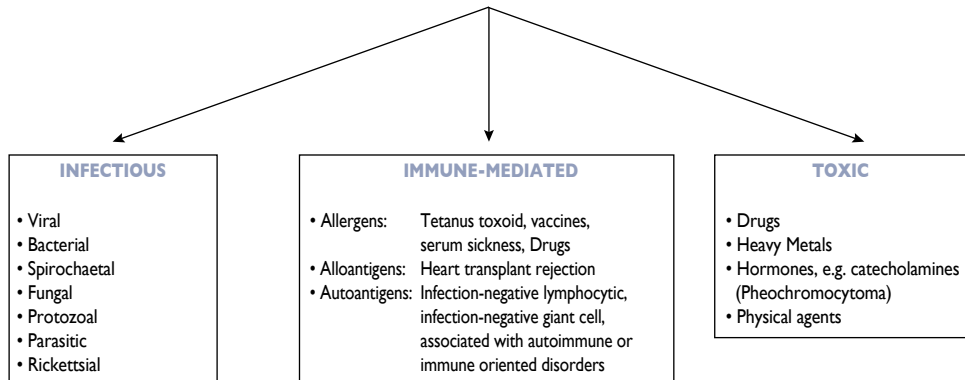 INFECTIOUS
• Viral
• Bacterial
• Spirochaetal
• Fungal
• Protozoal
• Parasitic
• Rickettsial
IMMUNE-MEDIATED
• Allergens: Tetanus toxoid, vaccines,
serum sickness, Drugs
• Alloantigens: Heart transplant rejection
• Autoantigens: Infection-negative lymphocytic,
infection-negative giant cell,
associated with autoimmune or
immune oriented disorders
TOXIC
• Drugs
• Heavy Metals
• Hormones, e.g. catecholamines
(Pheochromocytoma)
• Physical agents